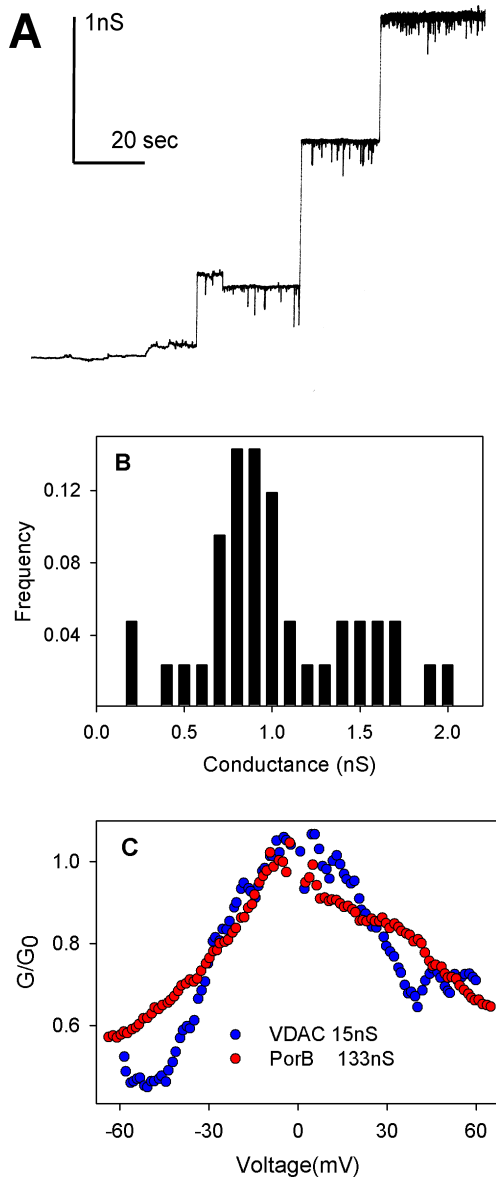 A
1nS
20 sec
B
0.12
0.08
0.04
Frequency
0.0 0.5 1.0 1.5 2.0
Conductance (nS)
C
1.0
0.8
0.6
G/G0
VDAC 15nS
PorB 133nS
-60 -30 0 30 60
Voltage(mV)